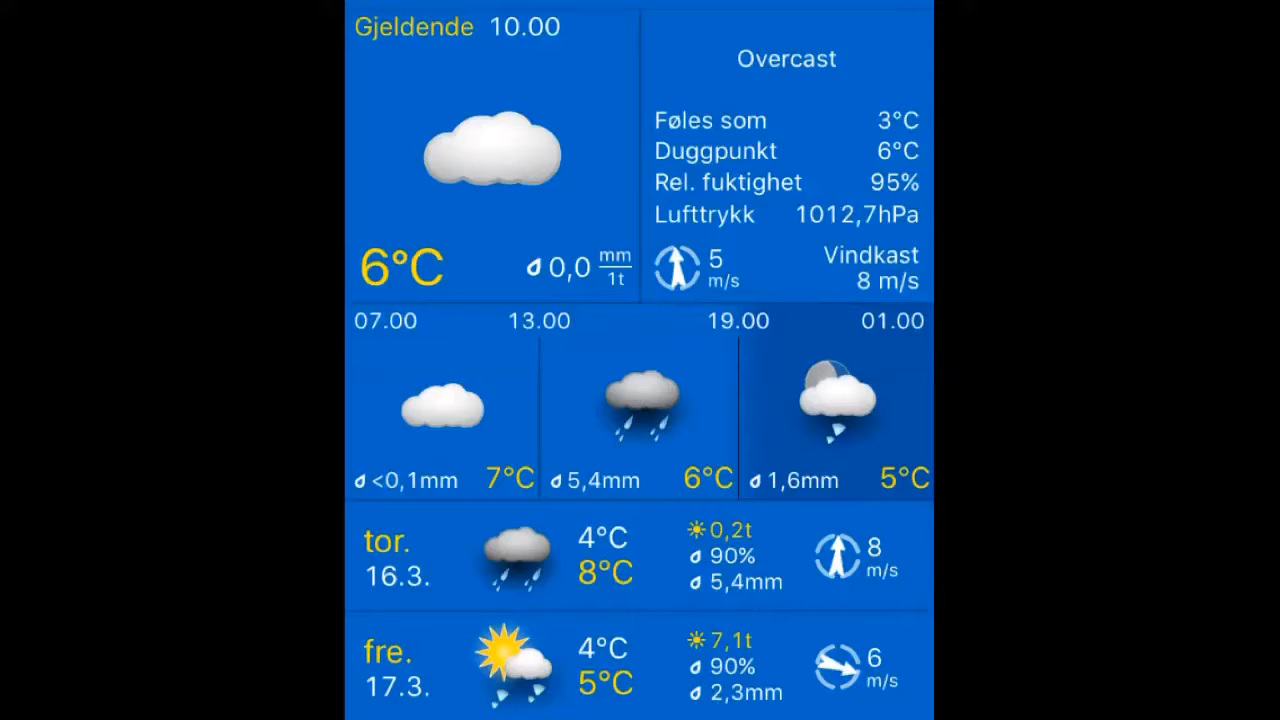 Gjeldende 10.00
Overcast
Føles som 3°C
Duggpunkt 6°C
Rel. fuktighet 95%
Lufttrykk 1012,7hPa
6°C 0,0 mm
1t
5 m/s
Vindkast
8 m/s
07.00 13.00 19.00 01.00
<0,1mm 7°C 5,4mm 6°C 1,6mm 5°C
tor.
16.3.
4°C
8°C
0,2t
90%
5,4mm
8
m/s
fre.
17.3.
4°C
5°C
7,1t
90%
2,3mm
6
m/s